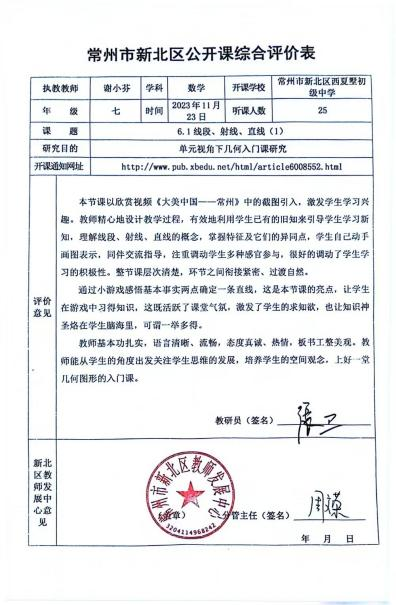 常州市新北区公开课综合评价表
执教教师 谢小芬 学科 数学 开课学校 常州市新北区西夏墅初级中学
年 级 七 时间 2023年11月23日 听课人数 25
课 题 6.1线段、射线、直线（1）
研究目的 单元视角下几何入门课研究
开课通知网址 http://www.pub.xbedu.net/html/article6008552.html
评价意见
本节课以欣赏视频《大美中国——常州》中的截图引入，激发学生学习兴
趣。教师精心地设计教学过程，有效地利用学生已有的旧知来引导学生学习新
知，理解线段、射线、直线的概念，掌握特征及它们的异同点，学生自己动手
画图表示，同伴交流指导，注重调动学生多种感官参与，很好的调动了学生学
习的积极性。整节课层次清楚，环节之间衔接紧密、过渡自然。
通过小游戏感悟基本事实两点确定一条直线，这是本节课的亮点，让学生
在游戏中习得知识，这既活跃了课堂气氛，激发了学生的求知欲，也让知识神
圣烙在学生脑海里，可谓一举多得。
教师基本功扎实，语言清晰、流畅，态度真诚、热情，板书工整美观。教
师能从学生的角度出发关注学生思维的发展，培养学生的空间观念，上好一堂
几何图形的入门课。
教研员（签名） 张卫
新北区教师发展中心意见
常州市新北区教师发展中心
3204114968242
（盖章） 分管主任（签名）
年 月 日